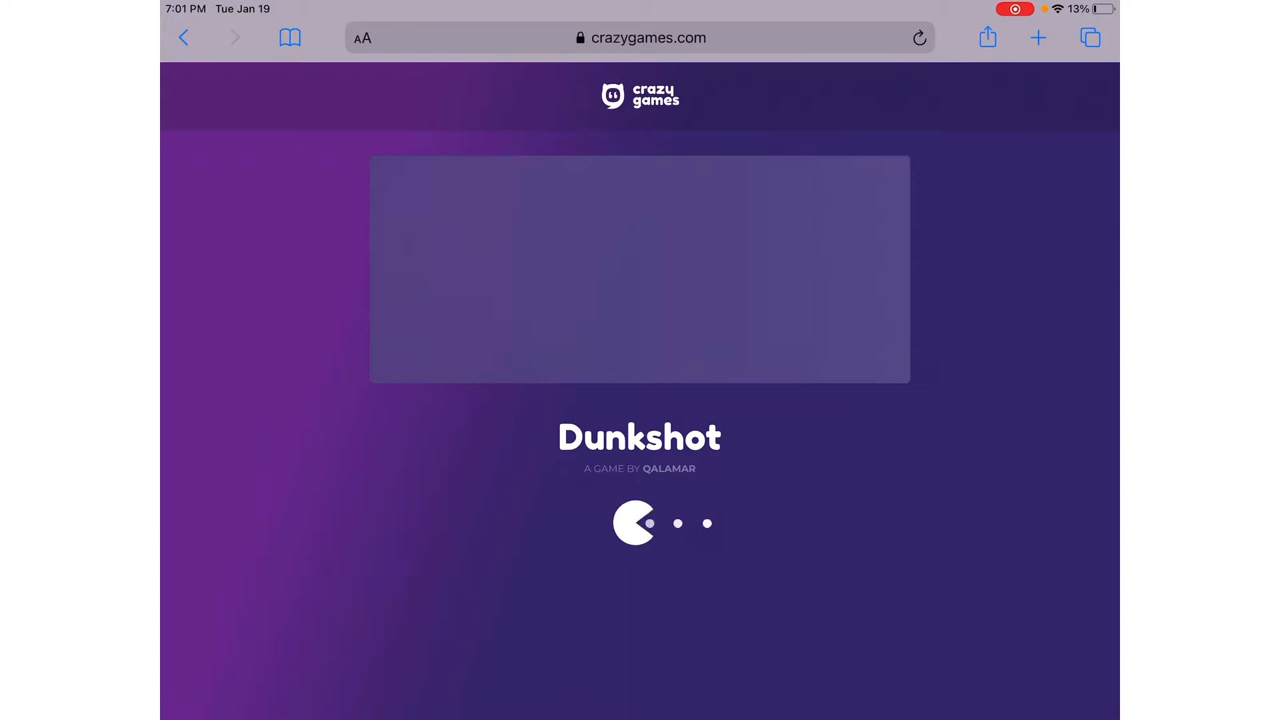 7:01 PM Tue Jan 19
13%
AA
crazygames.com
crazy
games
Dunkshot
A GAME BY QALAMAR